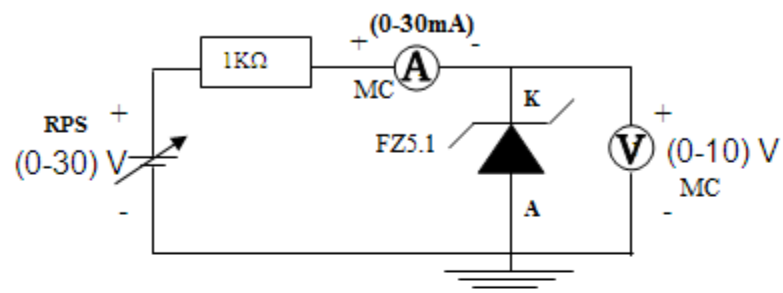 (0-30mA)
1KΩ
+ A -
MC
RPS
+
(0-30) V
-
K
FZ5.1
A
+
V (0-10) V
MC
-